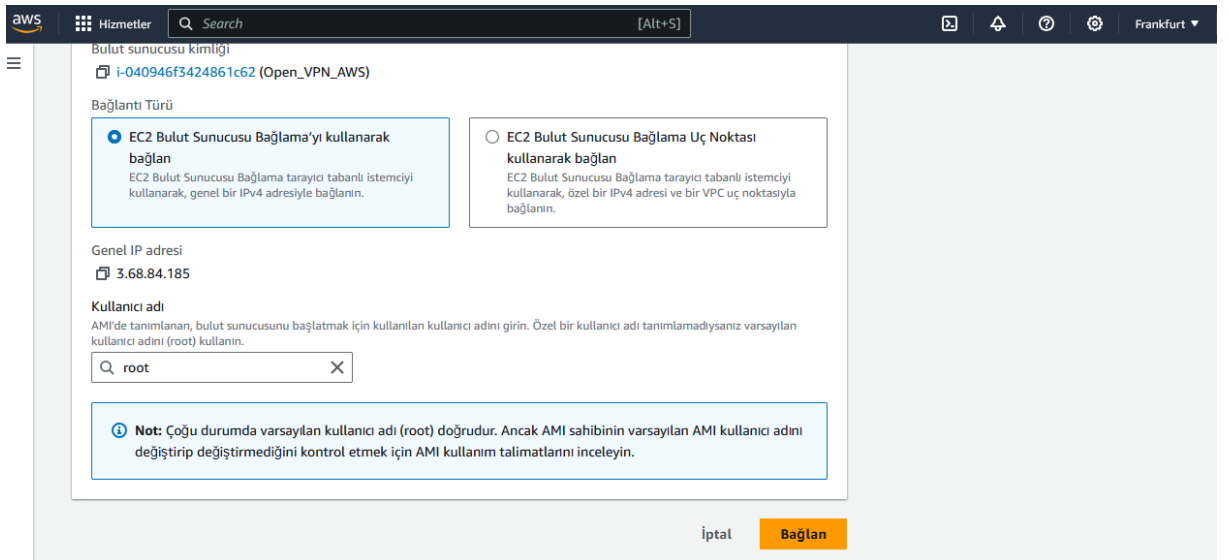 aws
Hizmetler
Search
[Alt+S]
Frankfurt
Bulut sunucusu kimliği
i-040946f3424861c62 (Open_VPN_AWS)
Bağlantı Türü
EC2 Bulut Sunucusu Bağlama'yı kullanarak
bağlan
EC2 Bulut Sunucusu Bağlama tarayıcı tabanlı istemciyi
kullanarak, genel bir IPv4 adresiyle bağlanın.
EC2 Bulut Sunucusu Bağlama Uç Noktası
kullanarak bağlan
EC2 Bulut Sunucusu Bağlama tarayıcı tabanlı istemciyi
kullanarak, özel bir IPv4 adresi ve bir VPC uç noktasıyla
bağlanın.
Genel IP adresi
3.68.84.185
Kullanıcı adı
AMI'de tanımlanan, bulut sunucusunu başlatmak için kullanılan kullanıcı adını girin. Özel bir kullanıcı adı tanımlamadıysanız varsayılan
kullanıcı adını (root) kullanın.
root
Not: Çoğu durumda varsayılan kullanıcı adı (root) doğrudur. Ancak AMI sahibinin varsayılan AMI kullanıcı adını
değiştirip değiştirmediğini kontrol etmek için AMI kullanım talimatlarını inceleyin.
İptal
Bağlan